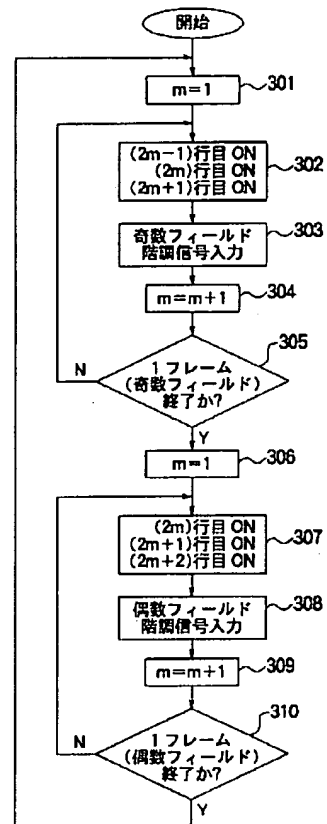 開始
m=1
301
(2m-1)行目 ON
(2m)行目 ON
(2m+1)行目 ON
302
奇数フィールド
階調信号入力
303
m=m+1
304
305
1フレーム
(奇数フィールド)
終了か?
N
Y
m=1
306
(2m)行目 ON
(2m+1)行目 ON
(2m+2)行目 ON
307
偶数フィールド
階調信号入力
308
m=m+1
309
310
1フレーム
(偶数フィールド)
終了か?
N
Y